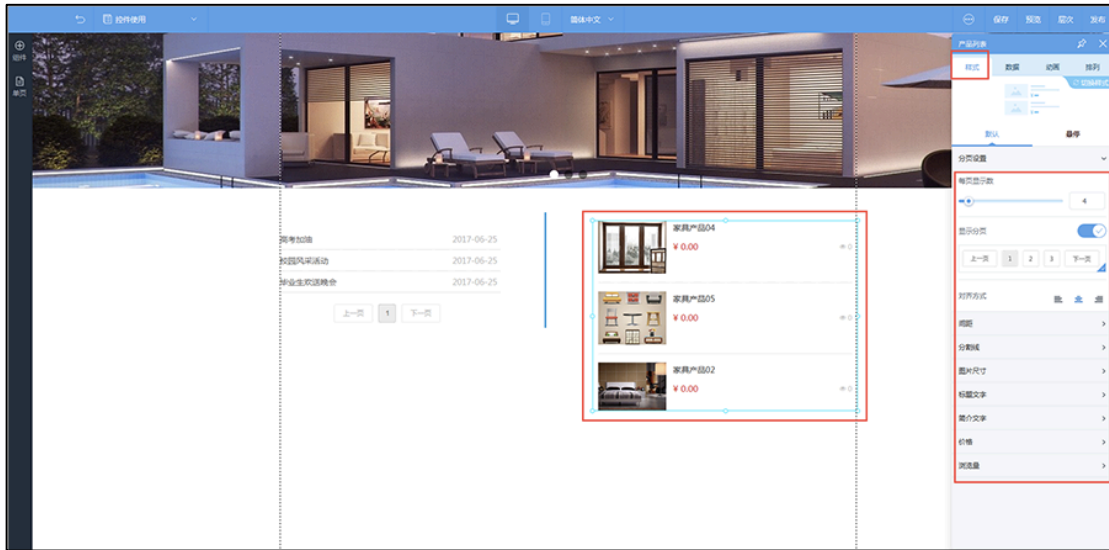 控件使用
简体中文
保存 预览 层次 发布
组件
单页
产品列表
样式 数据 动画 排列
切换样式
默认 悬停
分页设置
每页显示数
4
显示分页
上一页 1 2 3 下一页
对齐方式
间距
分割线
图片尺寸
标题文字
简介文字
价格
浏览量
高考加油 2017-06-25
校园风采活动 2017-06-25
毕业生欢送晚会 2017-06-25
上一页 1 下一页
家具产品04
¥ 0.00 0
家具产品05
¥ 0.00 0
家具产品02
¥ 0.00 0